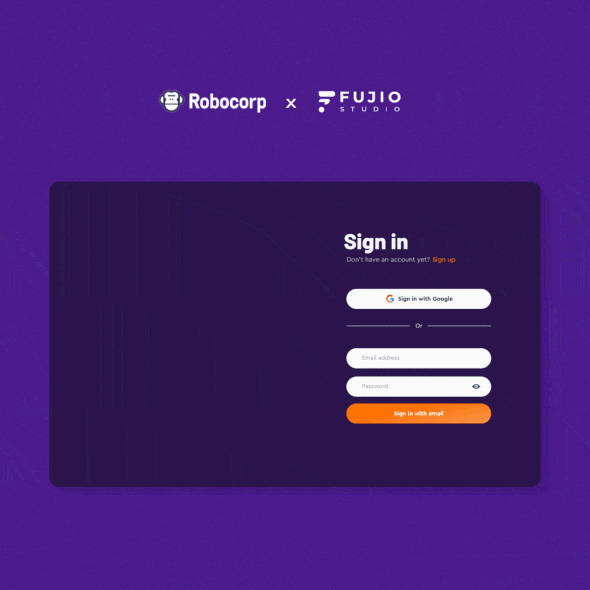 Robocorp x FUJIO
STUDIO
Sign in
Don't have an account yet? Sign up
Sign in with Google
Or
Email address
Password
Sign in with email